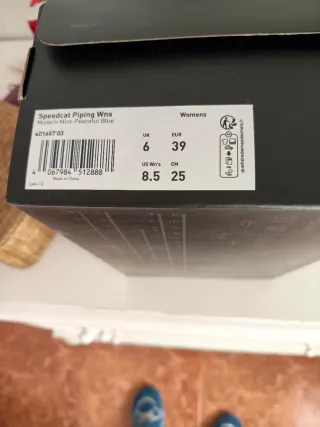 Speedcat Piping Wns
Womens
Modern Mint-Peaceful Blue
401657 03
UK EUR
6 39
US Wn's CN
8.5 25
4 067984 512888
Made in China